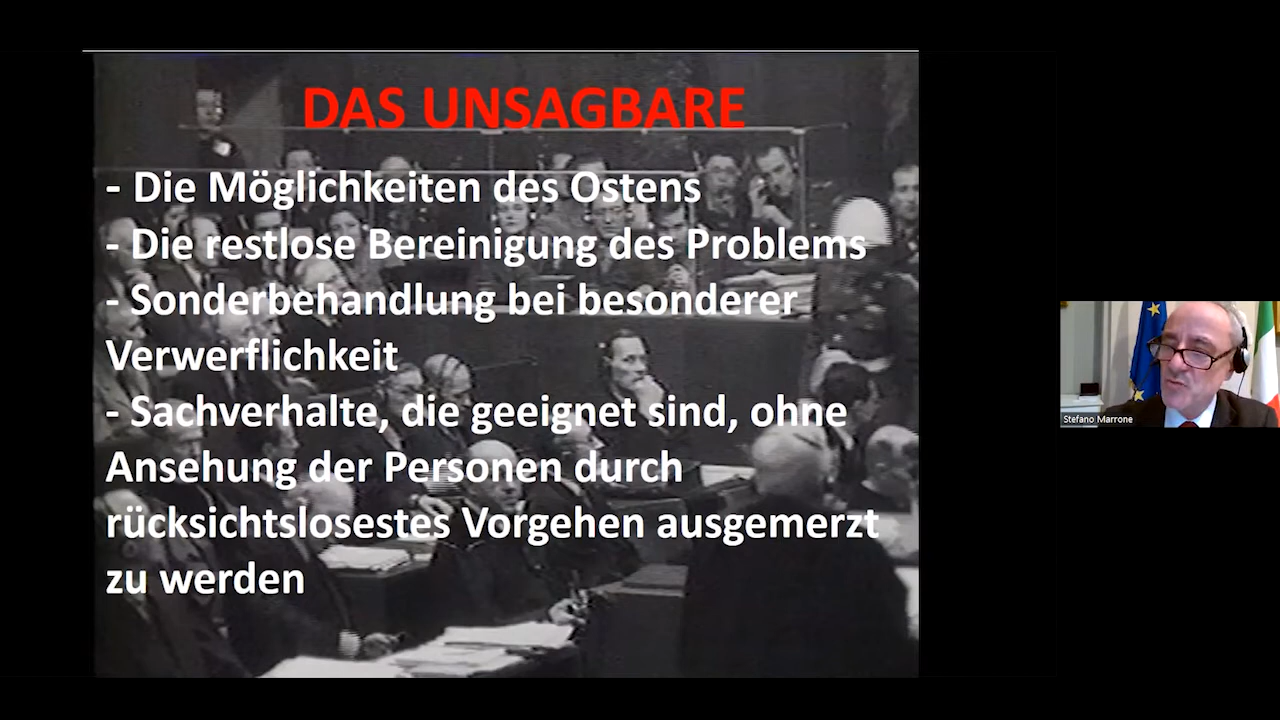 DAS UNSAGBARE
- Die Möglichkeiten des Ostens
- Die restlose Bereinigung des Problems
- Sonderbehandlung bei besonderer
Verwerflichkeit
- Sachverhalte, die geeignet sind, ohne
Ansehung der Personen durch
rücksichtslosestes Vorgehen ausgemerzt
zu werden
Stefano Marrone